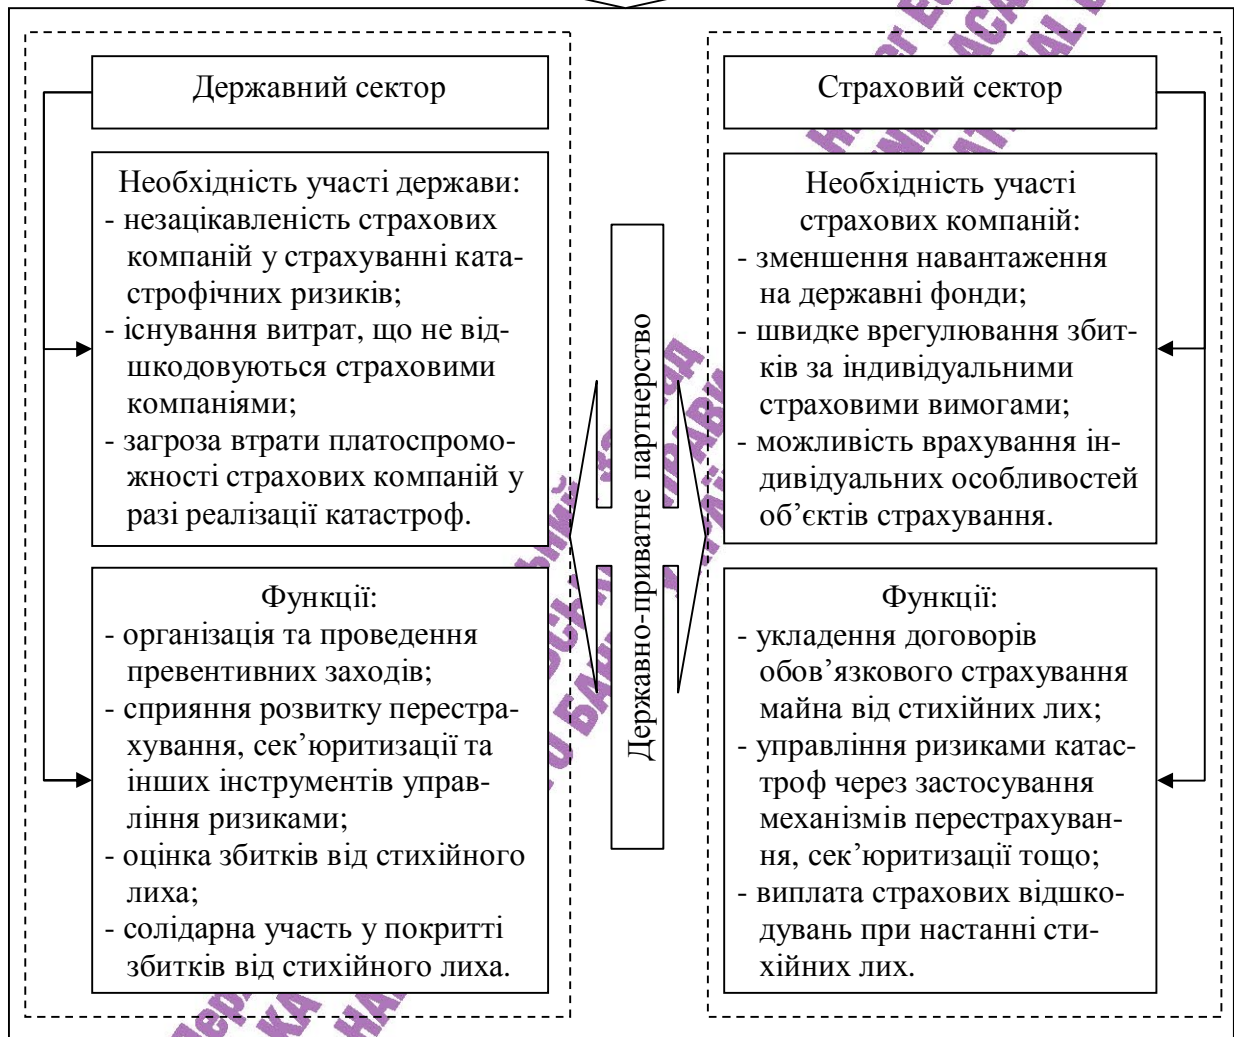 Державний сектор
Необхідність участі держави:
- незацікавленість страхових
компаній у страхуванні ката-
строфічних ризиків;
- існування витрат, що не від-
шкодовуються страховими
компаніями;
- загроза втрати платоспромо-
жності страхових компаній у
разі реалізації катастроф.
Функції:
- організація та проведення
превентивних заходів;
- сприяння розвитку перестра-
хування, сек’юритизації та
інших інструментів управ-
ління ризиками;
- оцінка збитків від стихійного
лиха;
- солідарна участь у покритті
збитків від стихійного лиха.
Державно-приватне партнерство
Страховий сектор
Необхідність участі
страхових компаній:
- зменшення навантаження
на державні фонди;
- швидке врегулювання збит-
ків за індивідуальними
страховими вимогами;
- можливість врахування ін-
дивідуальних особливостей
об’єктів страхування.
Функції:
- укладення договорів
обов’язкового страхування
майна від стихійних лих;
- управління ризиками катас-
троф через застосування
механізмів перестрахуван-
ня, сек’юритизації тощо;
- виплата страхових відшко-
дувань при настанні сти-
хійних лих.